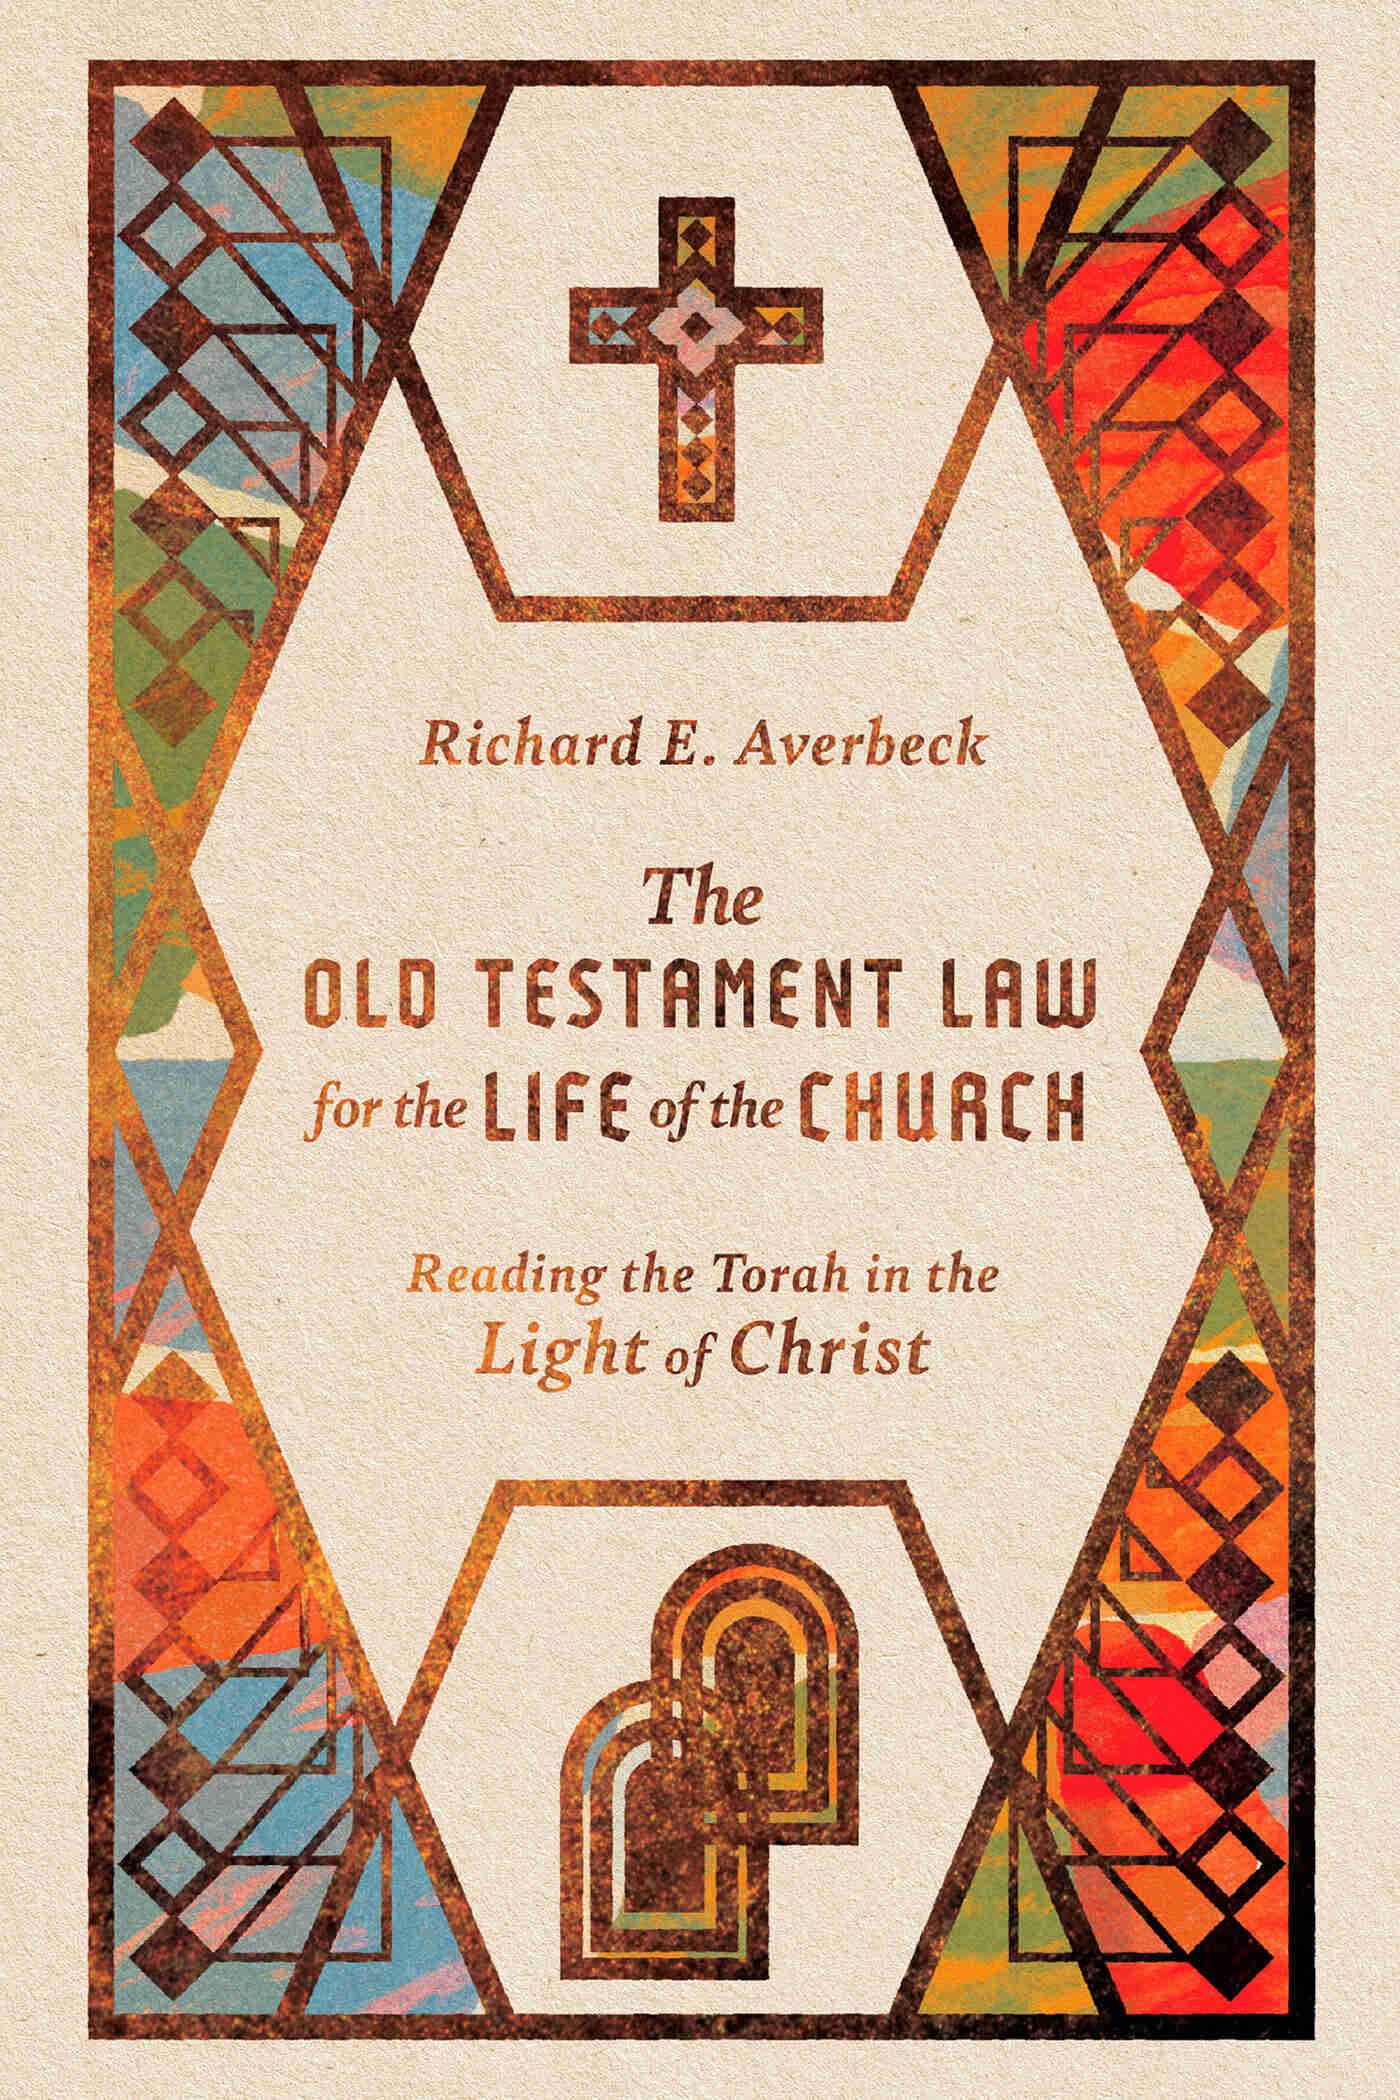 Richard E. Averbeck
The
OLD TESTAMENT LAW
for the LIFE of the CHURCH
Reading the Torah in the
Light of Christ